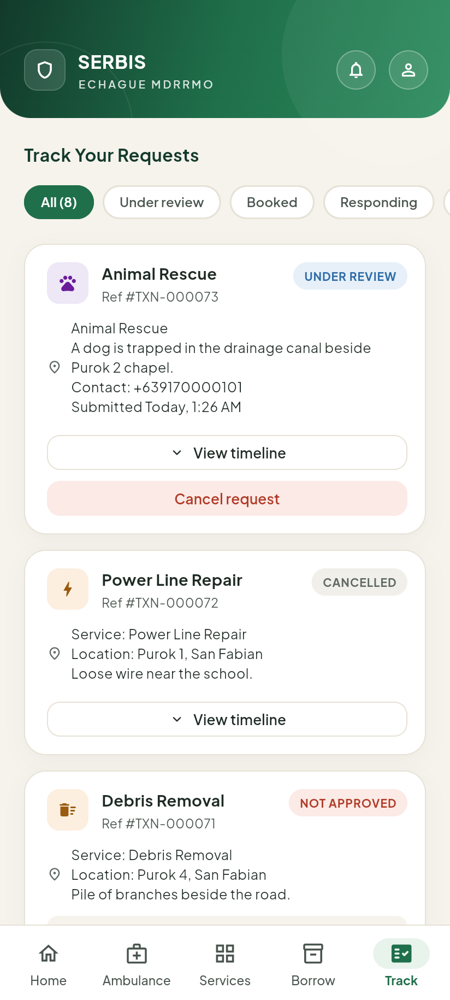 SERBIS
ECHAGUE MDRRMO
Track Your Requests
All (8)
Under review
Booked
Responding
Animal Rescue
UNDER REVIEW
Ref #TXN-000073
Animal Rescue
A dog is trapped in the drainage canal beside
Purok 2 chapel.
Contact: +639170000101
Submitted Today, 1:26 AM
View timeline
Cancel request
Power Line Repair
CANCELLED
Ref #TXN-000072
Service: Power Line Repair
Location: Purok 1, San Fabian
Loose wire near the school.
View timeline
Debris Removal
NOT APPROVED
Ref #TXN-000071
Service: Debris Removal
Location: Purok 4, San Fabian
Pile of branches beside the road.
Home
Ambulance
Services
Borrow
Track